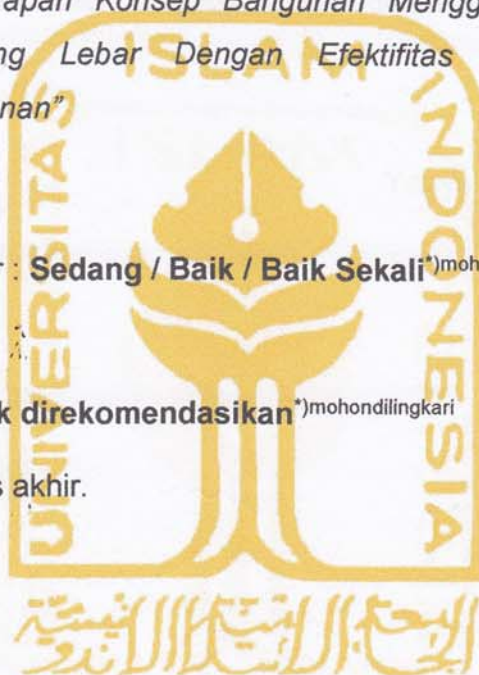 apan Konsep Bangunan Mengg
ng Lebar Dengan Efektifitas
nan"
ISLAM
UNIVERSITAS
INDONESIA
r : Sedang / Baik / Baik Sekali*)moh
k direkomendasikan*)mohondilingkari
s akhir.